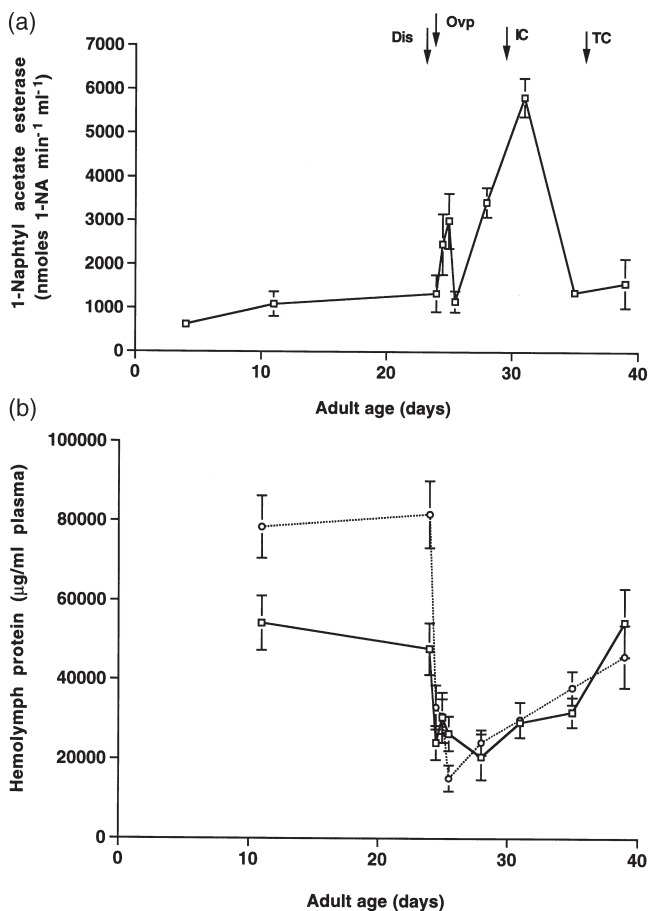 (a)
Dis
Ovp
IC
TC
1-Naphtyl acetate esterase
(nmoles 1-NA min⁻¹ ml⁻¹)
7000
6000
5000
4000
3000
2000
1000
0
0 10 20 30 40
Adult age (days)
(b)
Hemolymph protein (μg/ml plasma)
100000
80000
60000
40000
20000
0
0 10 20 30 40
Adult age (days)